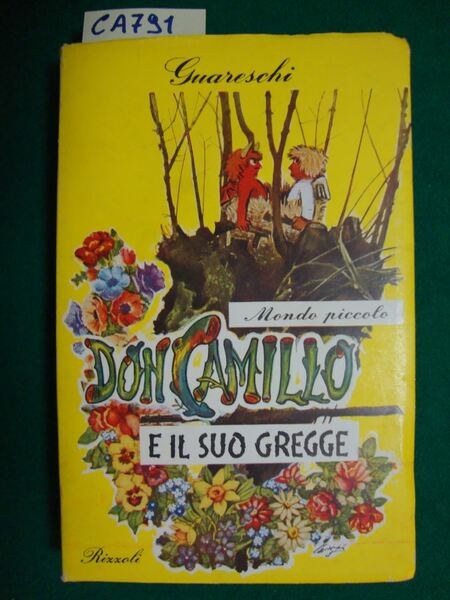 CA791
Guareschi
Mondo piccolo
DON CAMILLO
E IL SUO GREGGE
Rizzoli